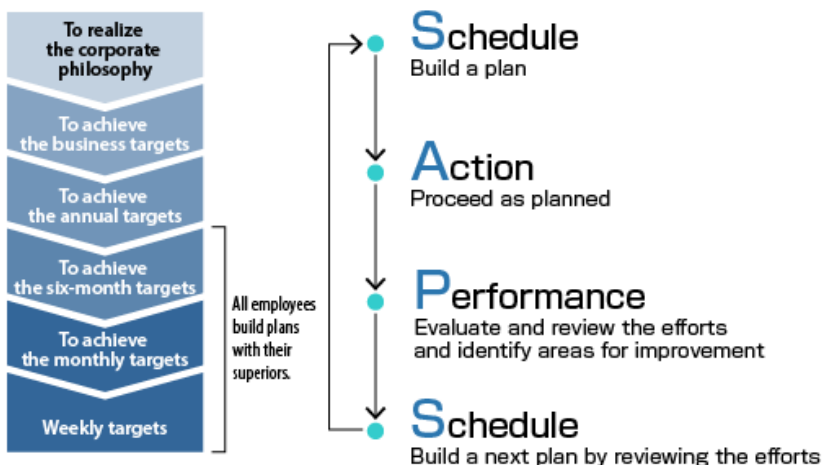 To realize
the corporate
philosophy
To achieve
the business targets
To achieve
the annual targets
To achieve
the six-month targets
To achieve
the monthly targets
Weekly targets
All employees
build plans
with their
superiors.
Schedule
Build a plan
Action
Proceed as planned
Performance
Evaluate and review the efforts
and identify areas for improvement
Schedule
Build a next plan by reviewing the efforts